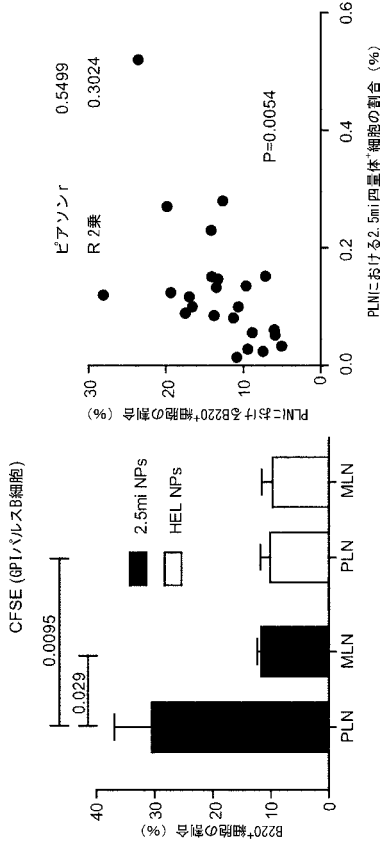 CFSE (GPIパルスB細胞)
0.0095
0.029
B220⁺細胞の割合 (%)
40
30
20
10
0
PLN
MLN
PLN
MLN
2.5mi NPs
HEL NPs
ピアソン r 0.5499
R 2乗 0.3024
P=0.0054
PLNにおけるB220⁺細胞の割合 (%)
30
20
10
0
0.0
0.2
0.4
0.6
PLNにおける2.5mi四量体⁺細胞の割合 (%)